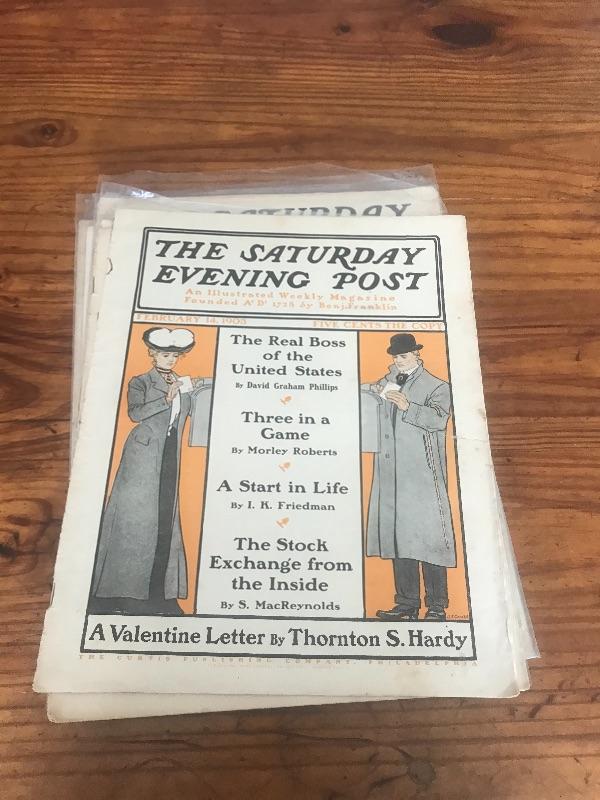 SATURDAY
THE SATURDAY
EVENING POST
An Illustrated Weekly Magazine
Founded A° D¹ 1728 by Benj. Franklin
FEBRUARY 14, 1903
FIVE CENTS THE COPY
The Real Boss
of the
United States
By David Graham Phillips
Three in a
Game
By Morley Roberts
A Start in Life
By I. K. Friedman
The Stock
Exchange from
the Inside
By S. MacReynolds
A Valentine Letter By Thornton S. Hardy
THE CURTIS PUBLISHING COMPANY, PHILADELPHIA